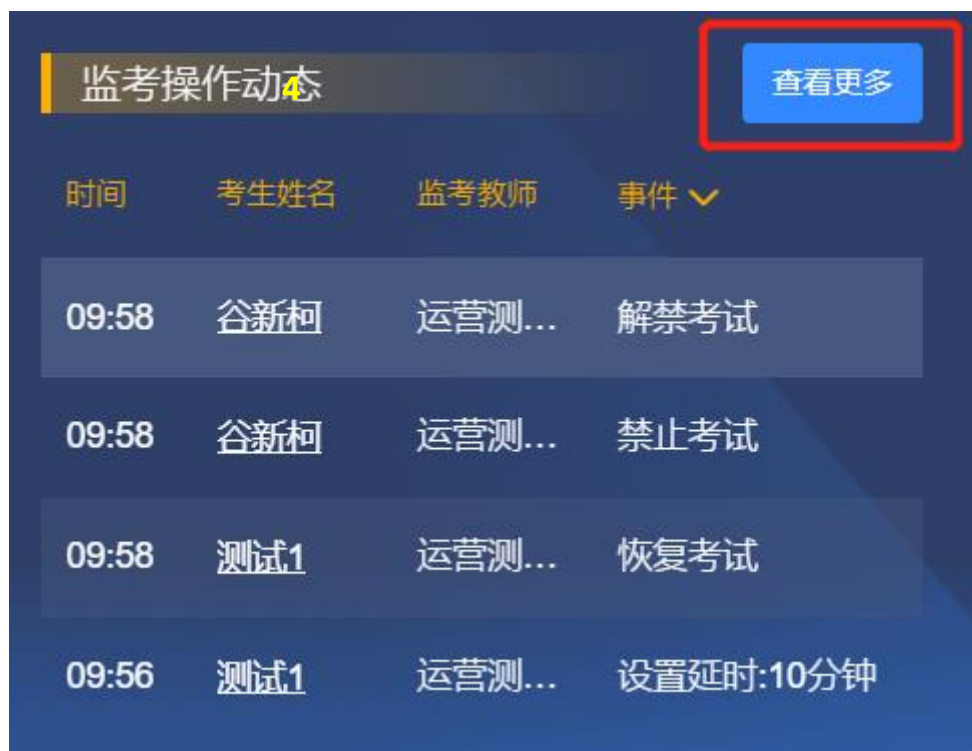 监考操作动态 4 查看更多
时间 考生姓名 监考教师 事件
09:58 谷新柯 运营测... 解禁考试
09:58 谷新柯 运营测... 禁止考试
09:58 测试1 运营测... 恢复考试
09:56 测试1 运营测... 设置延时:10分钟